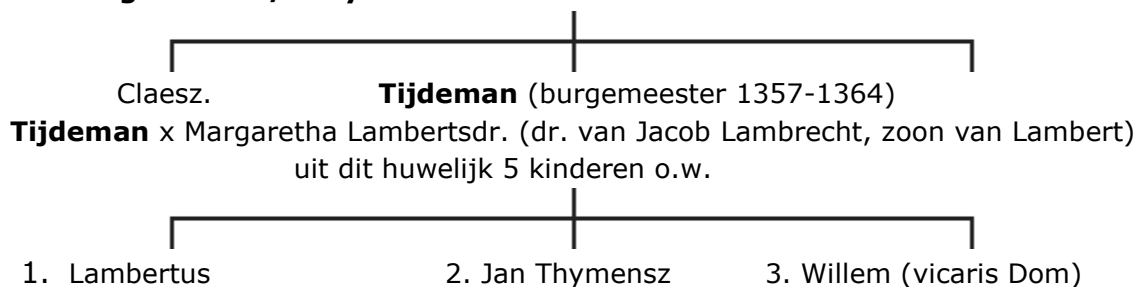 Claesz. Tijdeman (burgemeester 1357-1364)
Tijdeman x Margaretha Lambertsdr. (dr. van Jacob Lambrecht, zoon van Lambert)
uit dit huwelijk 5 kinderen o.w.
1. Lambertus 2. Jan Thymensz 3. Willem (vicaris Dom)